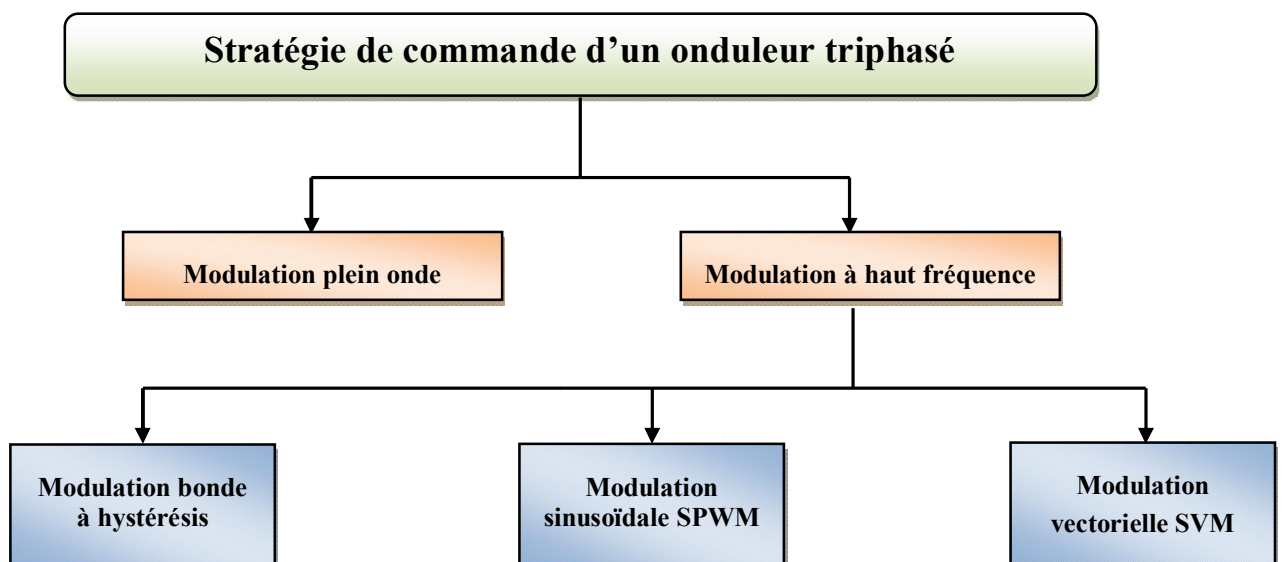 Stratégie de commande d’un onduleur triphasé
Modulation plein onde
Modulation à haut fréquence
Modulation bonde
à hystérésis
Modulation
sinusoïdale SPWM
Modulation
vectorielle SVM